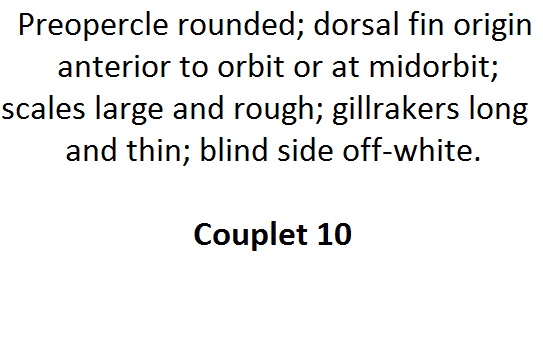 Preopercle rounded; dorsal fin origin
anterior to orbit or at midorbit;
scales large and rough; gillrakers long
and thin; blind side off-white.
Couplet 10